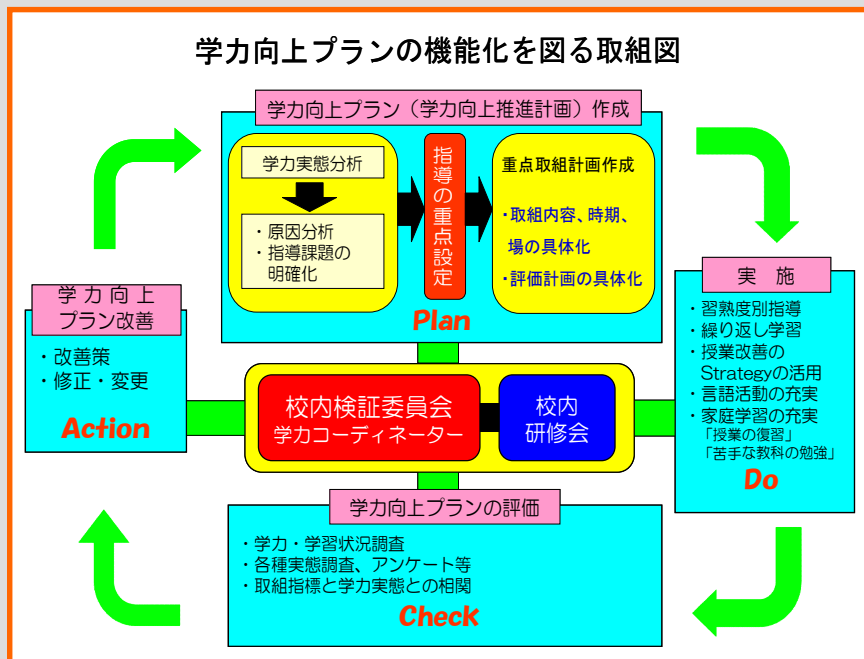 学力向上プランの機能化を図る取組図
学力向上プラン（学力向上推進計画）作成
学力実態分析
・原因分析
・指導課題の
明確化
指導の重点設定
重点取組計画作成
・取組内容、時期、
場の具体化
・評価計画の具体化
Plan
実 施
・習熟度別指導
・繰り返し学習
・授業改善の
Strategyの活用
・言語活動の充実
・家庭学習の充実
「授業の復習」
「苦手な教科の勉強」
Do
学 力 向 上
プラン改善
・改善策
・修正・変更
Action
校内検証委員会
学力コーディネーター
校内
研修会
学力向上プランの評価
・学力・学習状況調査
・各種実態調査、アンケート等
・取組指標と学力実態との相関
Check